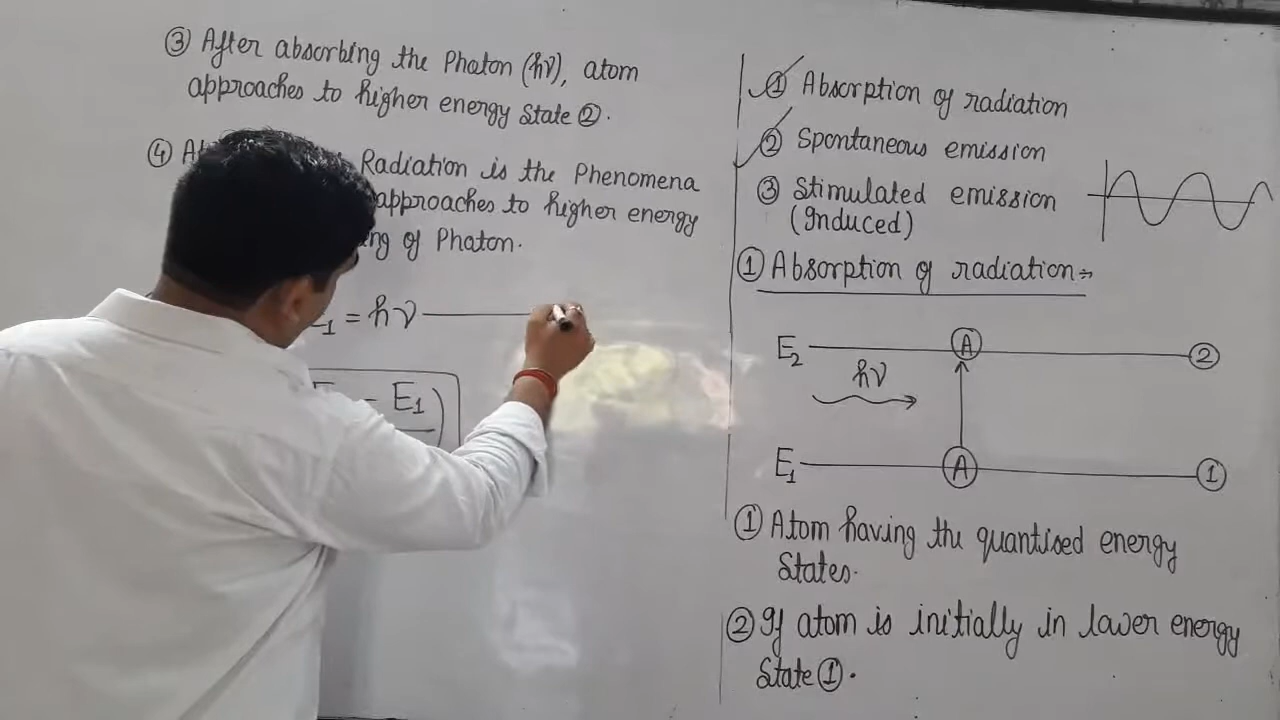 ③ After absorbing the Photon (hν), atom
approaches to higher energy State ②.
④ Radiation is the Phenomena
approaches to higher energy
of Photon.
= hν
- E₁
① Absorption of radiation
② Spontaneous emission
③ Stimulated emission
(Induced)
① Absorption of radiation
E₂ A ②
hν
E₁ A ①
① Atom having the quantised energy
States.
② If atom is initially in lower energy
State ①.